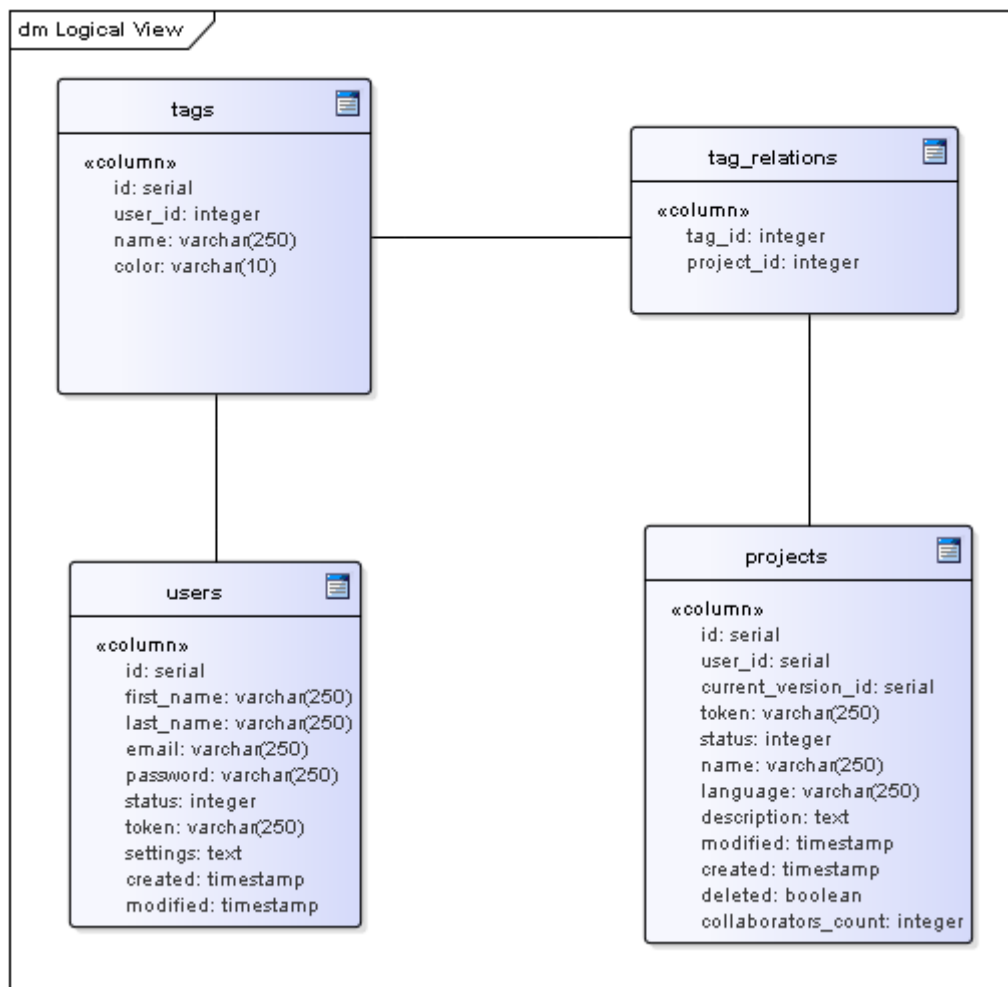 dm Logical View
tags
«column»
id: serial
user_id: integer
name: varchar(250)
color: varchar(10)
tag_relations
«column»
tag_id: integer
project_id: integer
users
«column»
id: serial
first_name: varchar(250)
last_name: varchar(250)
email: varchar(250)
password: varchar(250)
status: integer
token: varchar(250)
settings: text
created: timestamp
modified: timestamp
projects
«column»
id: serial
user_id: serial
current_version_id: serial
token: varchar(250)
status: integer
name: varchar(250)
language: varchar(250)
description: text
modified: timestamp
created: timestamp
deleted: boolean
collaborators_count: integer